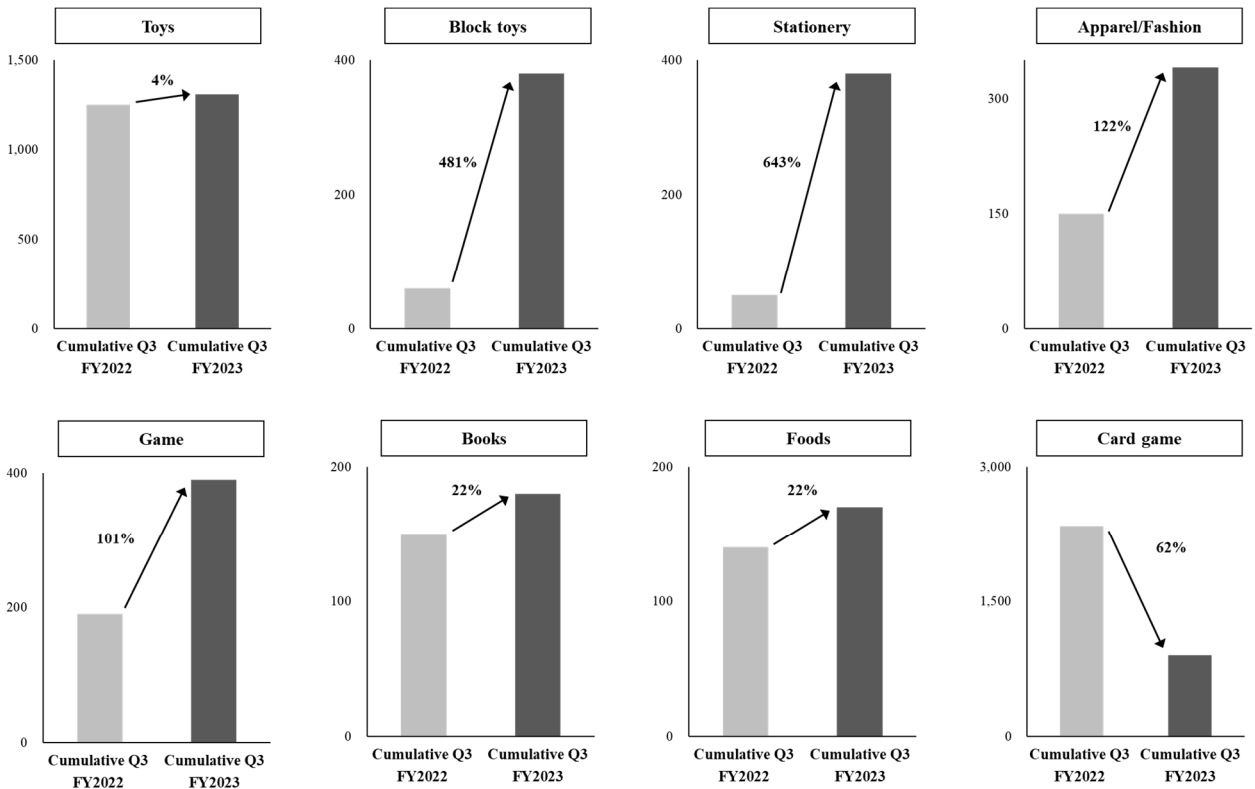 Toys
1,500
1,000
500
0
4%
Cumulative Q3
FY2022
Cumulative Q3
FY2023
Block toys
400
200
0
481%
Cumulative Q3
FY2022
Cumulative Q3
FY2023
Stationery
400
200
0
643%
Cumulative Q3
FY2022
Cumulative Q3
FY2023
Apparel/Fashion
300
150
0
122%
Cumulative Q3
FY2022
Cumulative Q3
FY2023
Game
400
200
0
101%
Cumulative Q3
FY2022
Cumulative Q3
FY2023
Books
200
100
0
22%
Cumulative Q3
FY2022
Cumulative Q3
FY2023
Foods
200
100
0
22%
Cumulative Q3
FY2022
Cumulative Q3
FY2023
Card game
3,000
1,500
0
62%
Cumulative Q3
FY2022
Cumulative Q3
FY2023